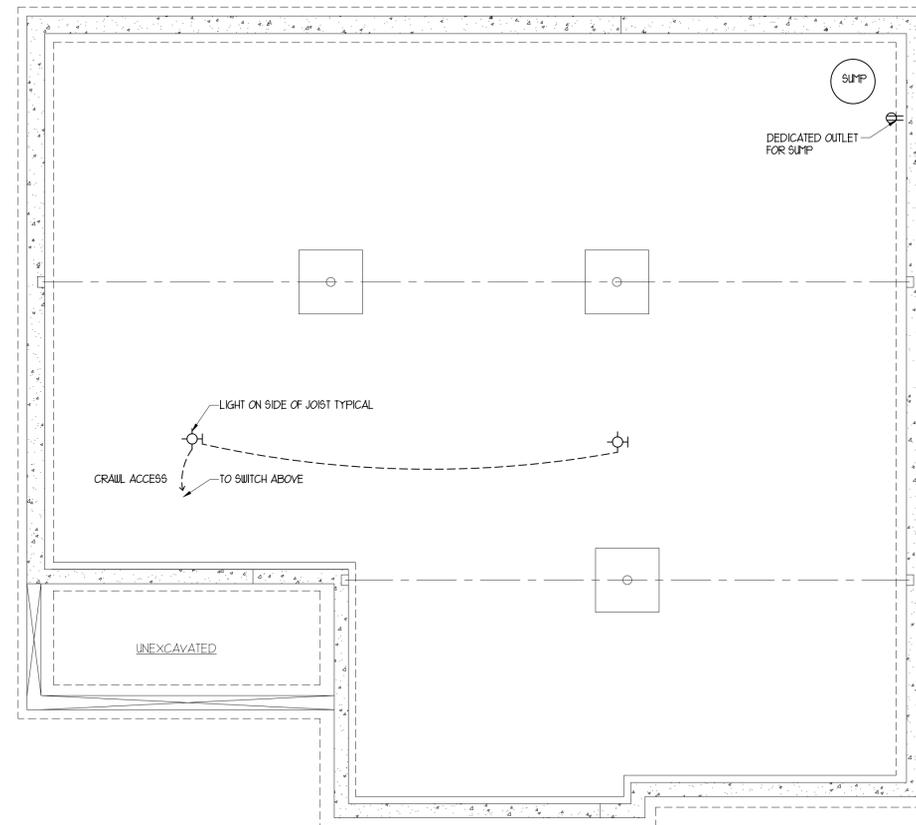 SUMP
DEDICATED OUTLET
FOR SUMP
LIGHT ON SIDE OF JOIST TYPICAL
CRAWL ACCESS
TO SWITCH ABOVE
UNEXCAVATED